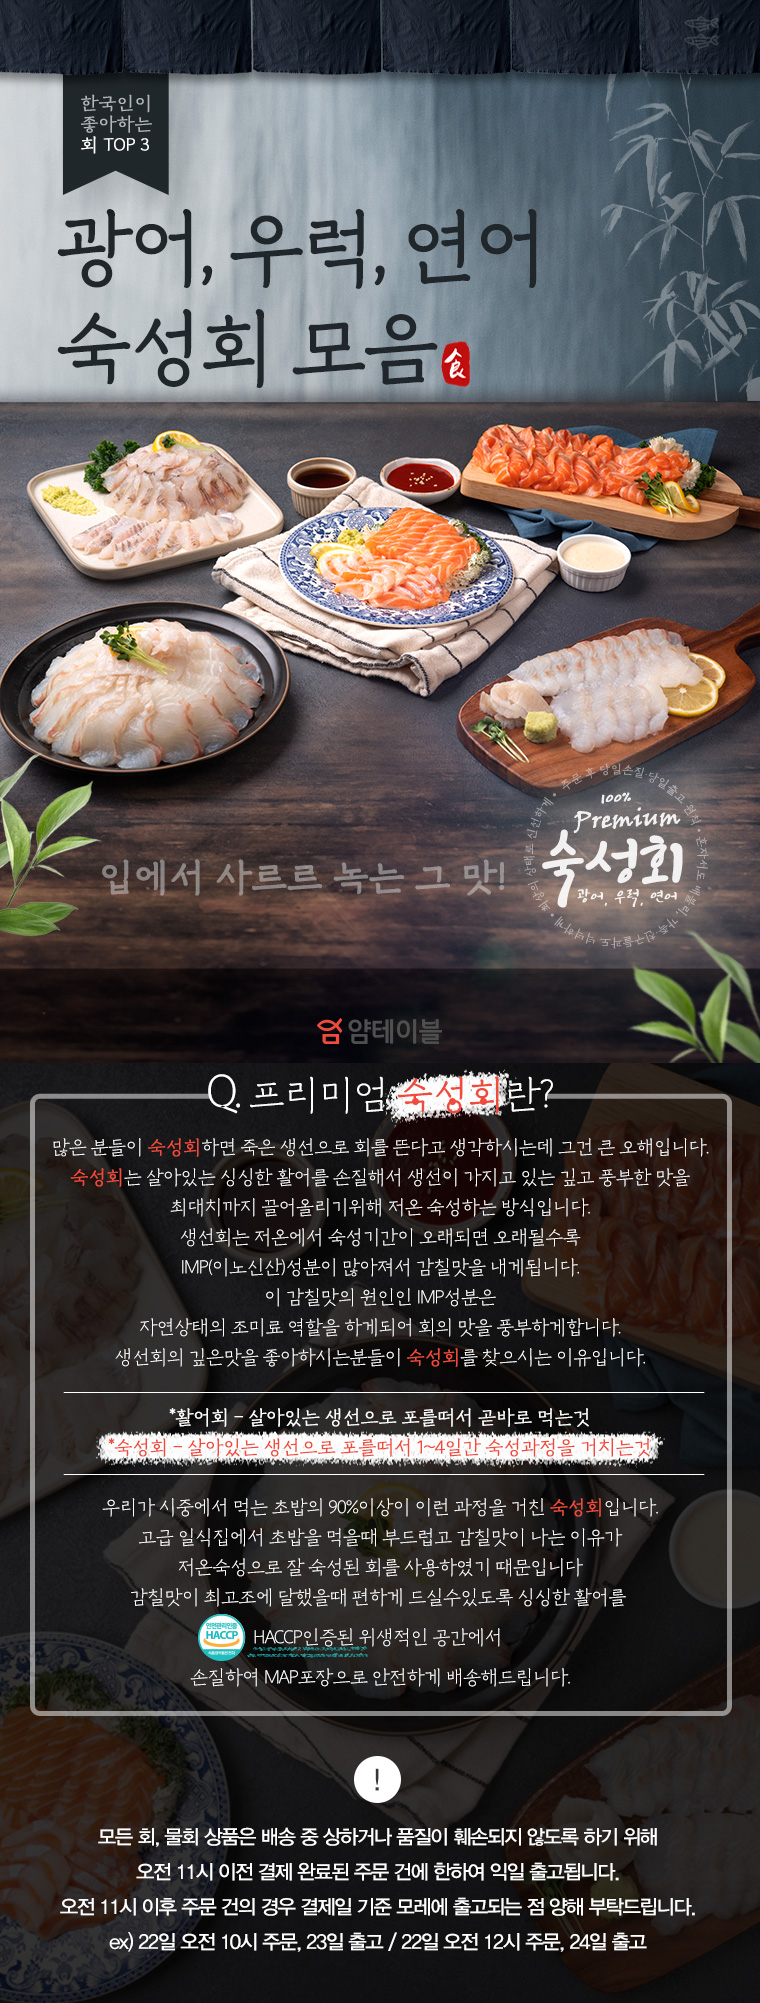 한국인이
좋아하는
회 TOP 3
광어, 우럭, 연어
숙성회 모음
食
주문 후 당일손질 당일출고 원칙
100%
Premium
숙성회
광어, 우럭, 연어
입에서 사르르 녹는 그 맛!
얌테이블
Q. 프리미엄 숙성회란?
많은 분들이 숙성회하면 죽은 생선으로 회를 뜬다고 생각하시는데 그건 큰 오해입니다.
숙성회는 살아있는 싱싱한 활어를 손질해서 생선이 가지고 있는 깊고 풍부한 맛을
최대치까지 끌어올리기위해 저온 숙성하는 방식입니다.
생선회는 저온에서 숙성기간이 오래되면 오래될수록
IMP(이노신산)성분이 많아져서 감칠맛을 내게됩니다.
이 감칠맛의 원인인 IMP성분은
자연상태의 조미료 역할을 하게되어 회의 맛을 풍부하게합니다.
생선회의 깊은맛을 좋아하시는분들이 숙성회를 찾으시는 이유입니다.
*활어회 - 살아있는 생선으로 포를떠서 곧바로 먹는것
*숙성회 - 살아있는 생선으로 포를떠서 1~4일간 숙성과정을 거치는것
우리가 시중에서 먹는 초밥의 90%이상이 이런 과정을 거친 숙성회입니다.
고급 일식집에서 초밥을 먹을때 부드럽고 감칠맛이 나는 이유가
저온숙성으로 잘 숙성된 회를 사용하였기 때문입니다
감칠맛이 최고조에 달했을때 편하게 드실수있도록 싱싱한 활어를
안전관리인증
HACCP
HACCP인증된 위생적인 공간에서
손질하여 MAP포장으로 안전하게 배송해드립니다.
!
모든 회, 물회 상품은 배송 중 상하거나 품질이 훼손되지 않도록 하기 위해
오전 11시 이전 결제 완료된 주문 건에 한하여 익일 출고됩니다.
오전 11시 이후 주문 건의 경우 결제일 기준 모레에 출고되는 점 양해 부탁드립니다.
ex) 22일 오전 10시 주문, 23일 출고 / 22일 오전 12시 주문, 24일 출고